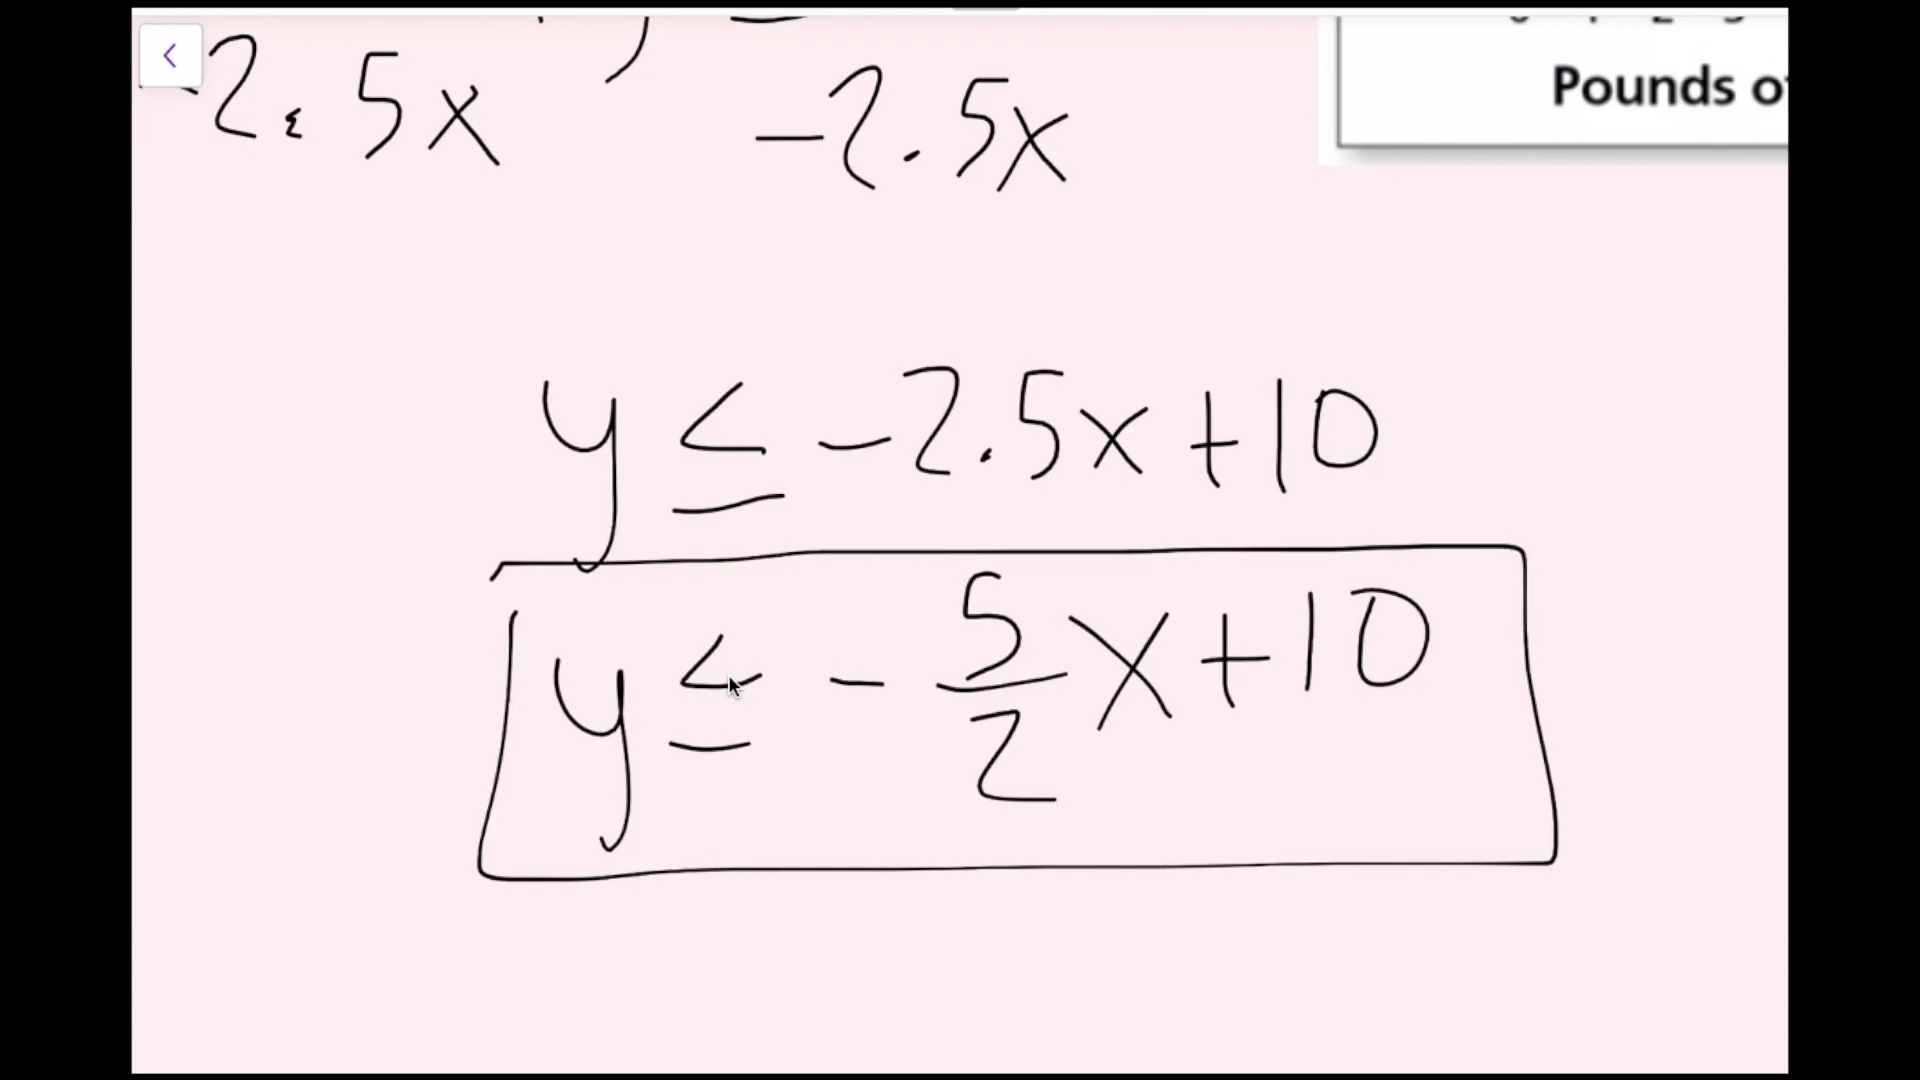 -2.5x
-2.5x
Pounds
y ≤ -2.5x+10
y ≤ - 5/2 x+10